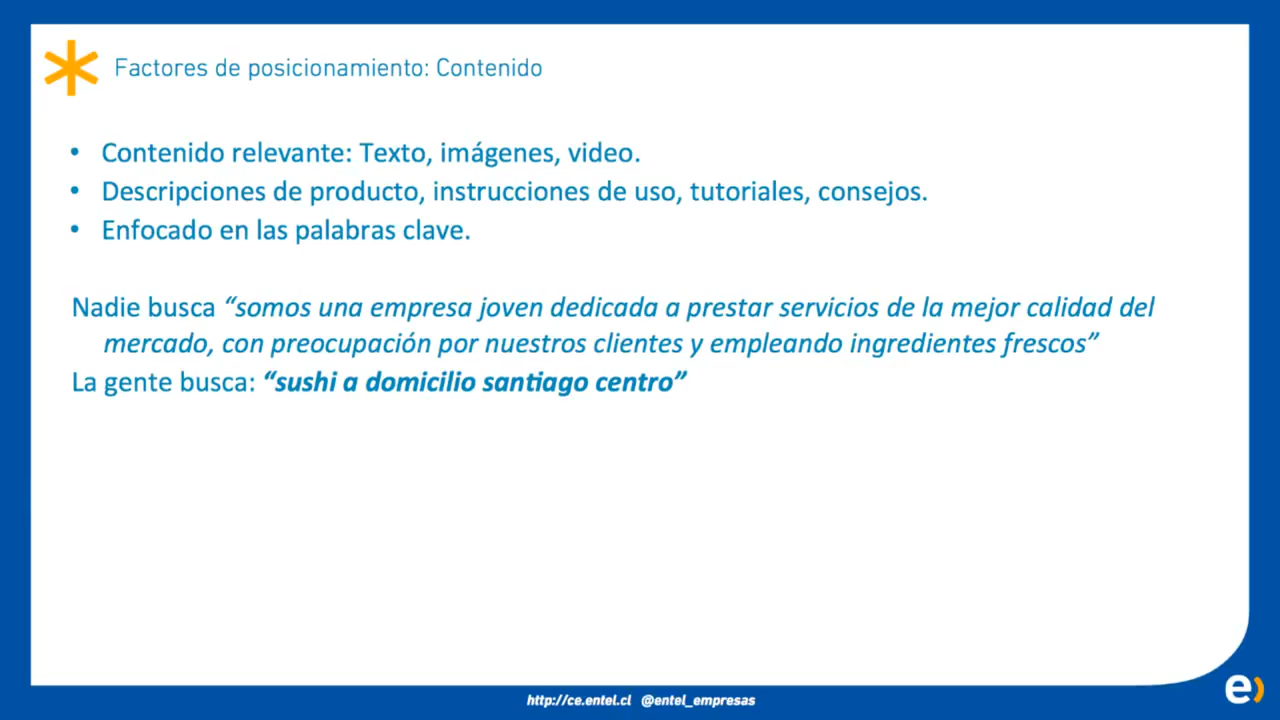 Factores de posicionamiento: Contenido
• Contenido relevante: Texto, imágenes, video.
• Descripciones de producto, instrucciones de uso, tutoriales, consejos.
• Enfocado en las palabras clave.
Nadie busca “somos una empresa joven dedicada a prestar servicios de la mejor calidad del
mercado, con preocupación por nuestros clientes y empleando ingredientes frescos”
La gente busca: “sushi a domicilio santiago centro”
http://ce.entel.cl @entel_empresas
e)